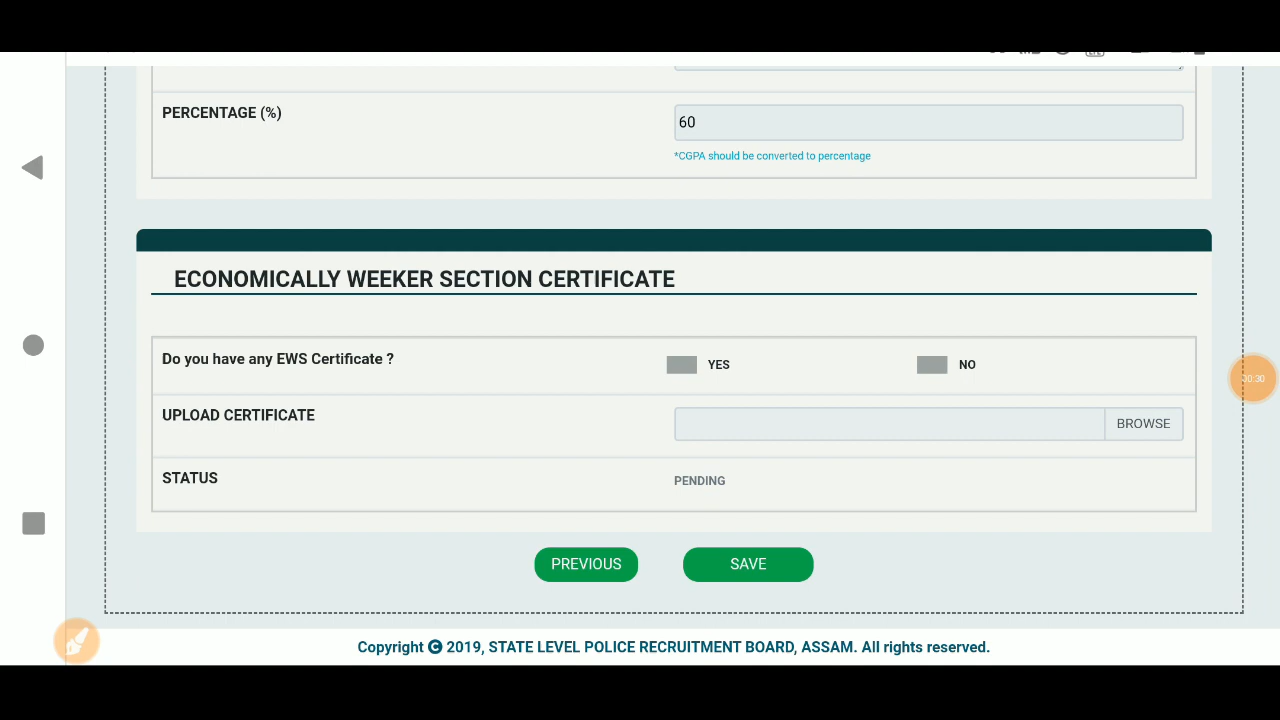 PERCENTAGE (%)
60
*CGPA should be converted to percentage
ECONOMICALLY WEEKER SECTION CERTIFICATE
Do you have any EWS Certificate ?
YES
NO
UPLOAD CERTIFICATE
BROWSE
STATUS
PENDING
PREVIOUS
SAVE
00:30
Copyright © 2019, STATE LEVEL POLICE RECRUITMENT BOARD, ASSAM. All rights reserved.